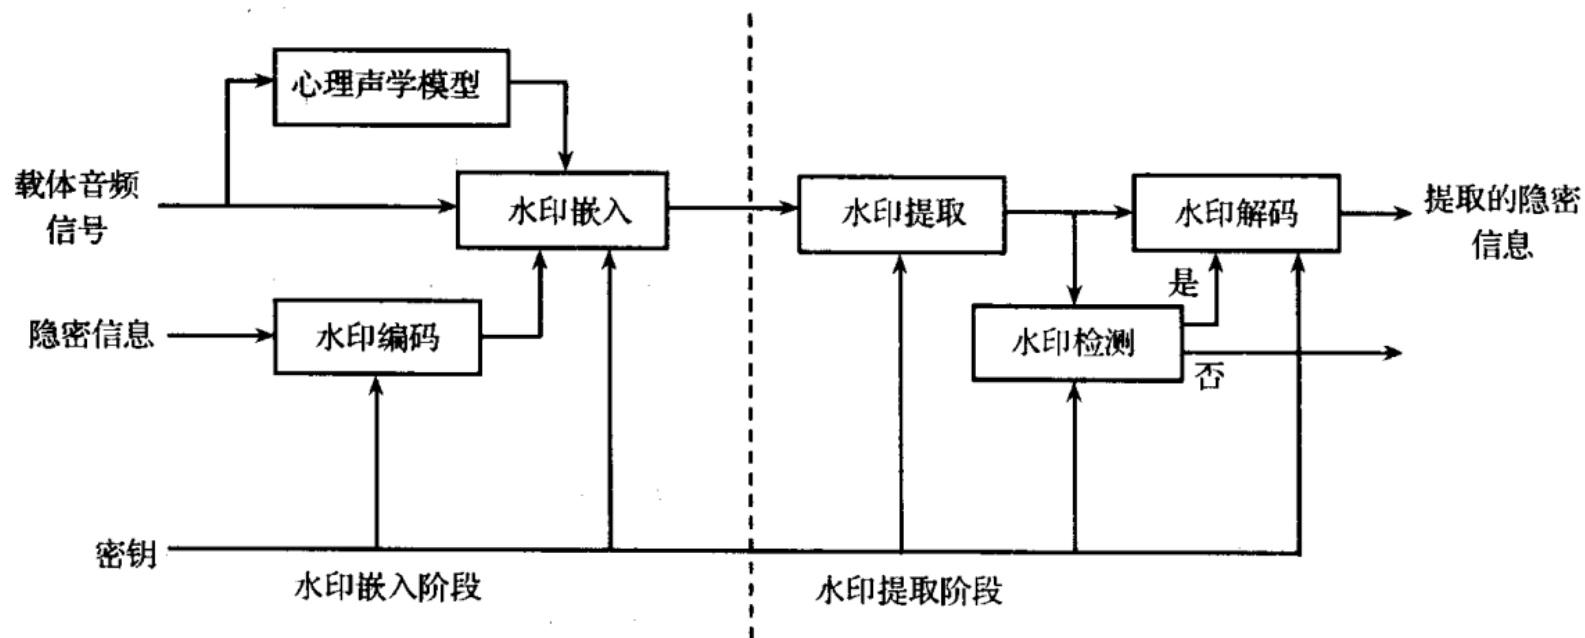 心理声学模型
载体音频
信号
水印嵌入
水印提取
水印解码
提取的隐密
信息
是
隐密信息
水印编码
水印检测
否
密钥
水印嵌入阶段
水印提取阶段